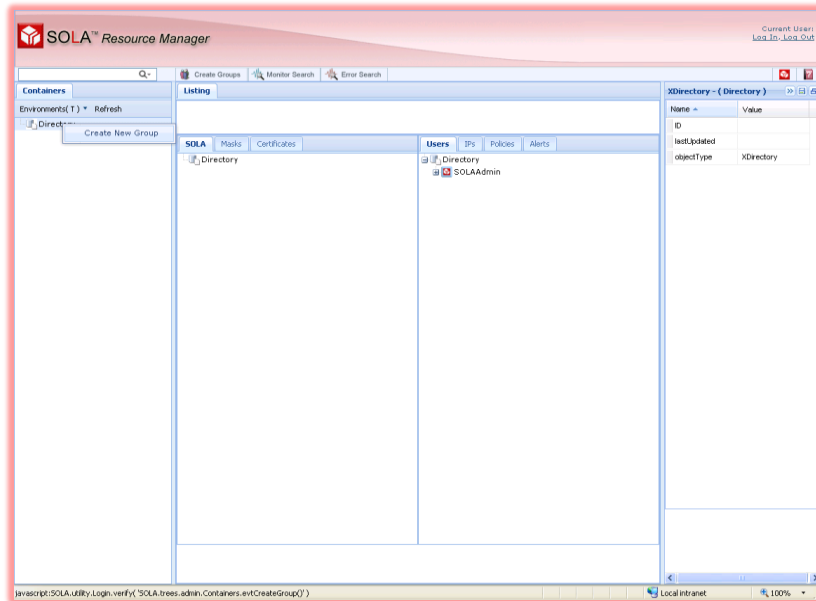 SOLA™ Resource Manager
Current User:
Log In, Log Out
Create Groups
Monitor Search
Error Search
Containers
Environments( T )
Refresh
Create New Group
Listing
SOLA
Masks
Certificates
Directory
Users
IPs
Policies
Alerts
Directory
SOLAAdmin
XDirectory - ( Directory )
Name
Value
ID
lastUpdated
objectType
XDirectory
javascript:SOLA.utility.Login.verify( 'SOLA.trees.admin.Containers.evtCreateGroup()' )
Local intranet
100%